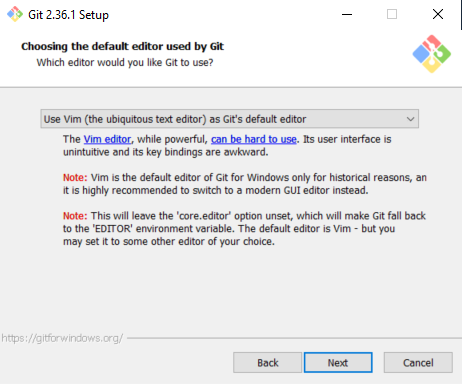 Git 2.36.1 Setup
Choosing the default editor used by Git
Which editor would you like Git to use?
Use Vim (the ubiquitous text editor) as Git's default editor
The Vim editor, while powerful, can be hard to use. Its user interface is
unintuitive and its key bindings are awkward.
Note: Vim is the default editor of Git for Windows only for historical reasons, an
it is highly recommended to switch to a modern GUI editor instead.
Note: This will leave the 'core.editor' option unset, which will make Git fall back
to the 'EDITOR' environment variable. The default editor is Vim - but you
may set it to some other editor of your choice.
https://gitforwindows.org/
Back
Next
Cancel